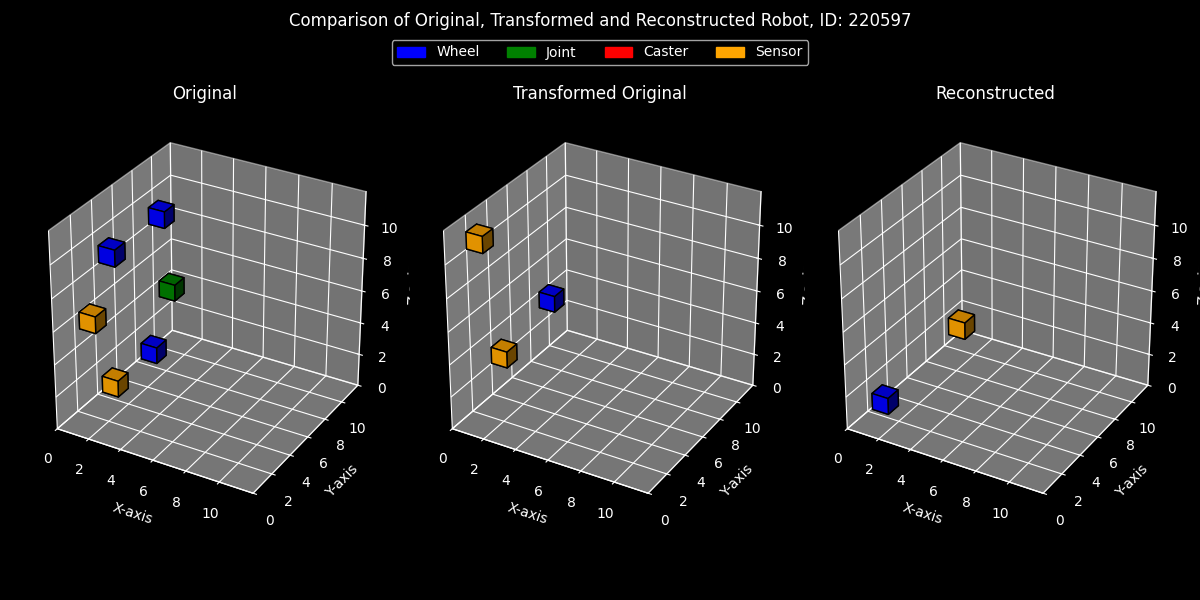 Comparison of Original, Transformed and Reconstructed Robot, ID: 220597
Wheel Joint Caster Sensor
Original Transformed Original Reconstructed
10 10 10
8 8 8
6 6 6
4 4 4
2 2 2
0 0 0
10 10 10
8 8 8
6 6 6
4 4 4
2 2 2
0 0 0
0 2 4 6 8 10 0 2 4 6 8 10 0 2 4 6 8 10
X-axis Y-axis X-axis Y-axis X-axis Y-axis